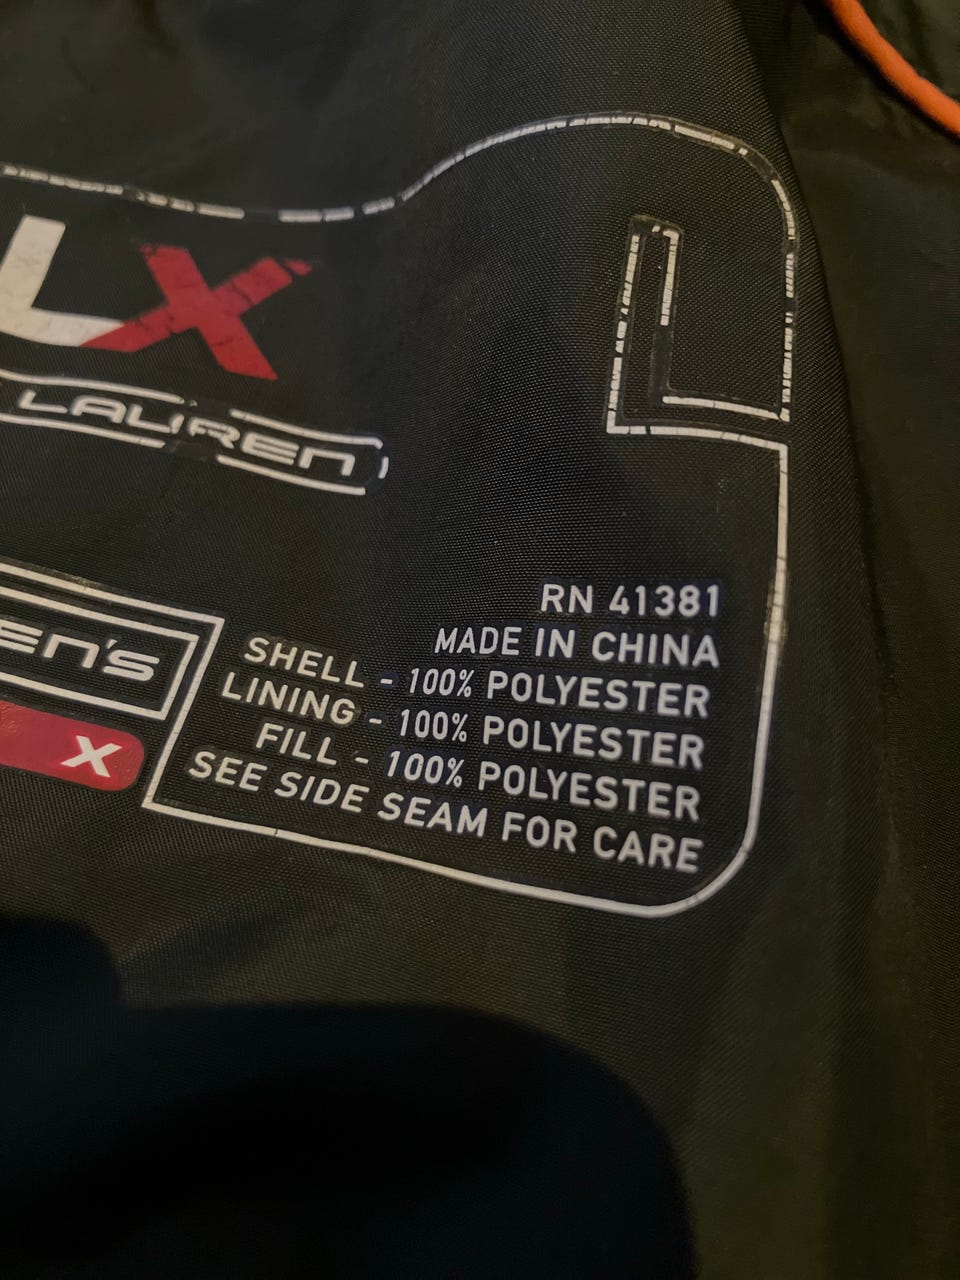 LX
LAUREN
L
RN 41381
MADE IN CHINA
SHELL - 100% POLYESTER
LINING - 100% POLYESTER
FILL - 100% POLYESTER
SEE SIDE SEAM FOR CARE
en's
X